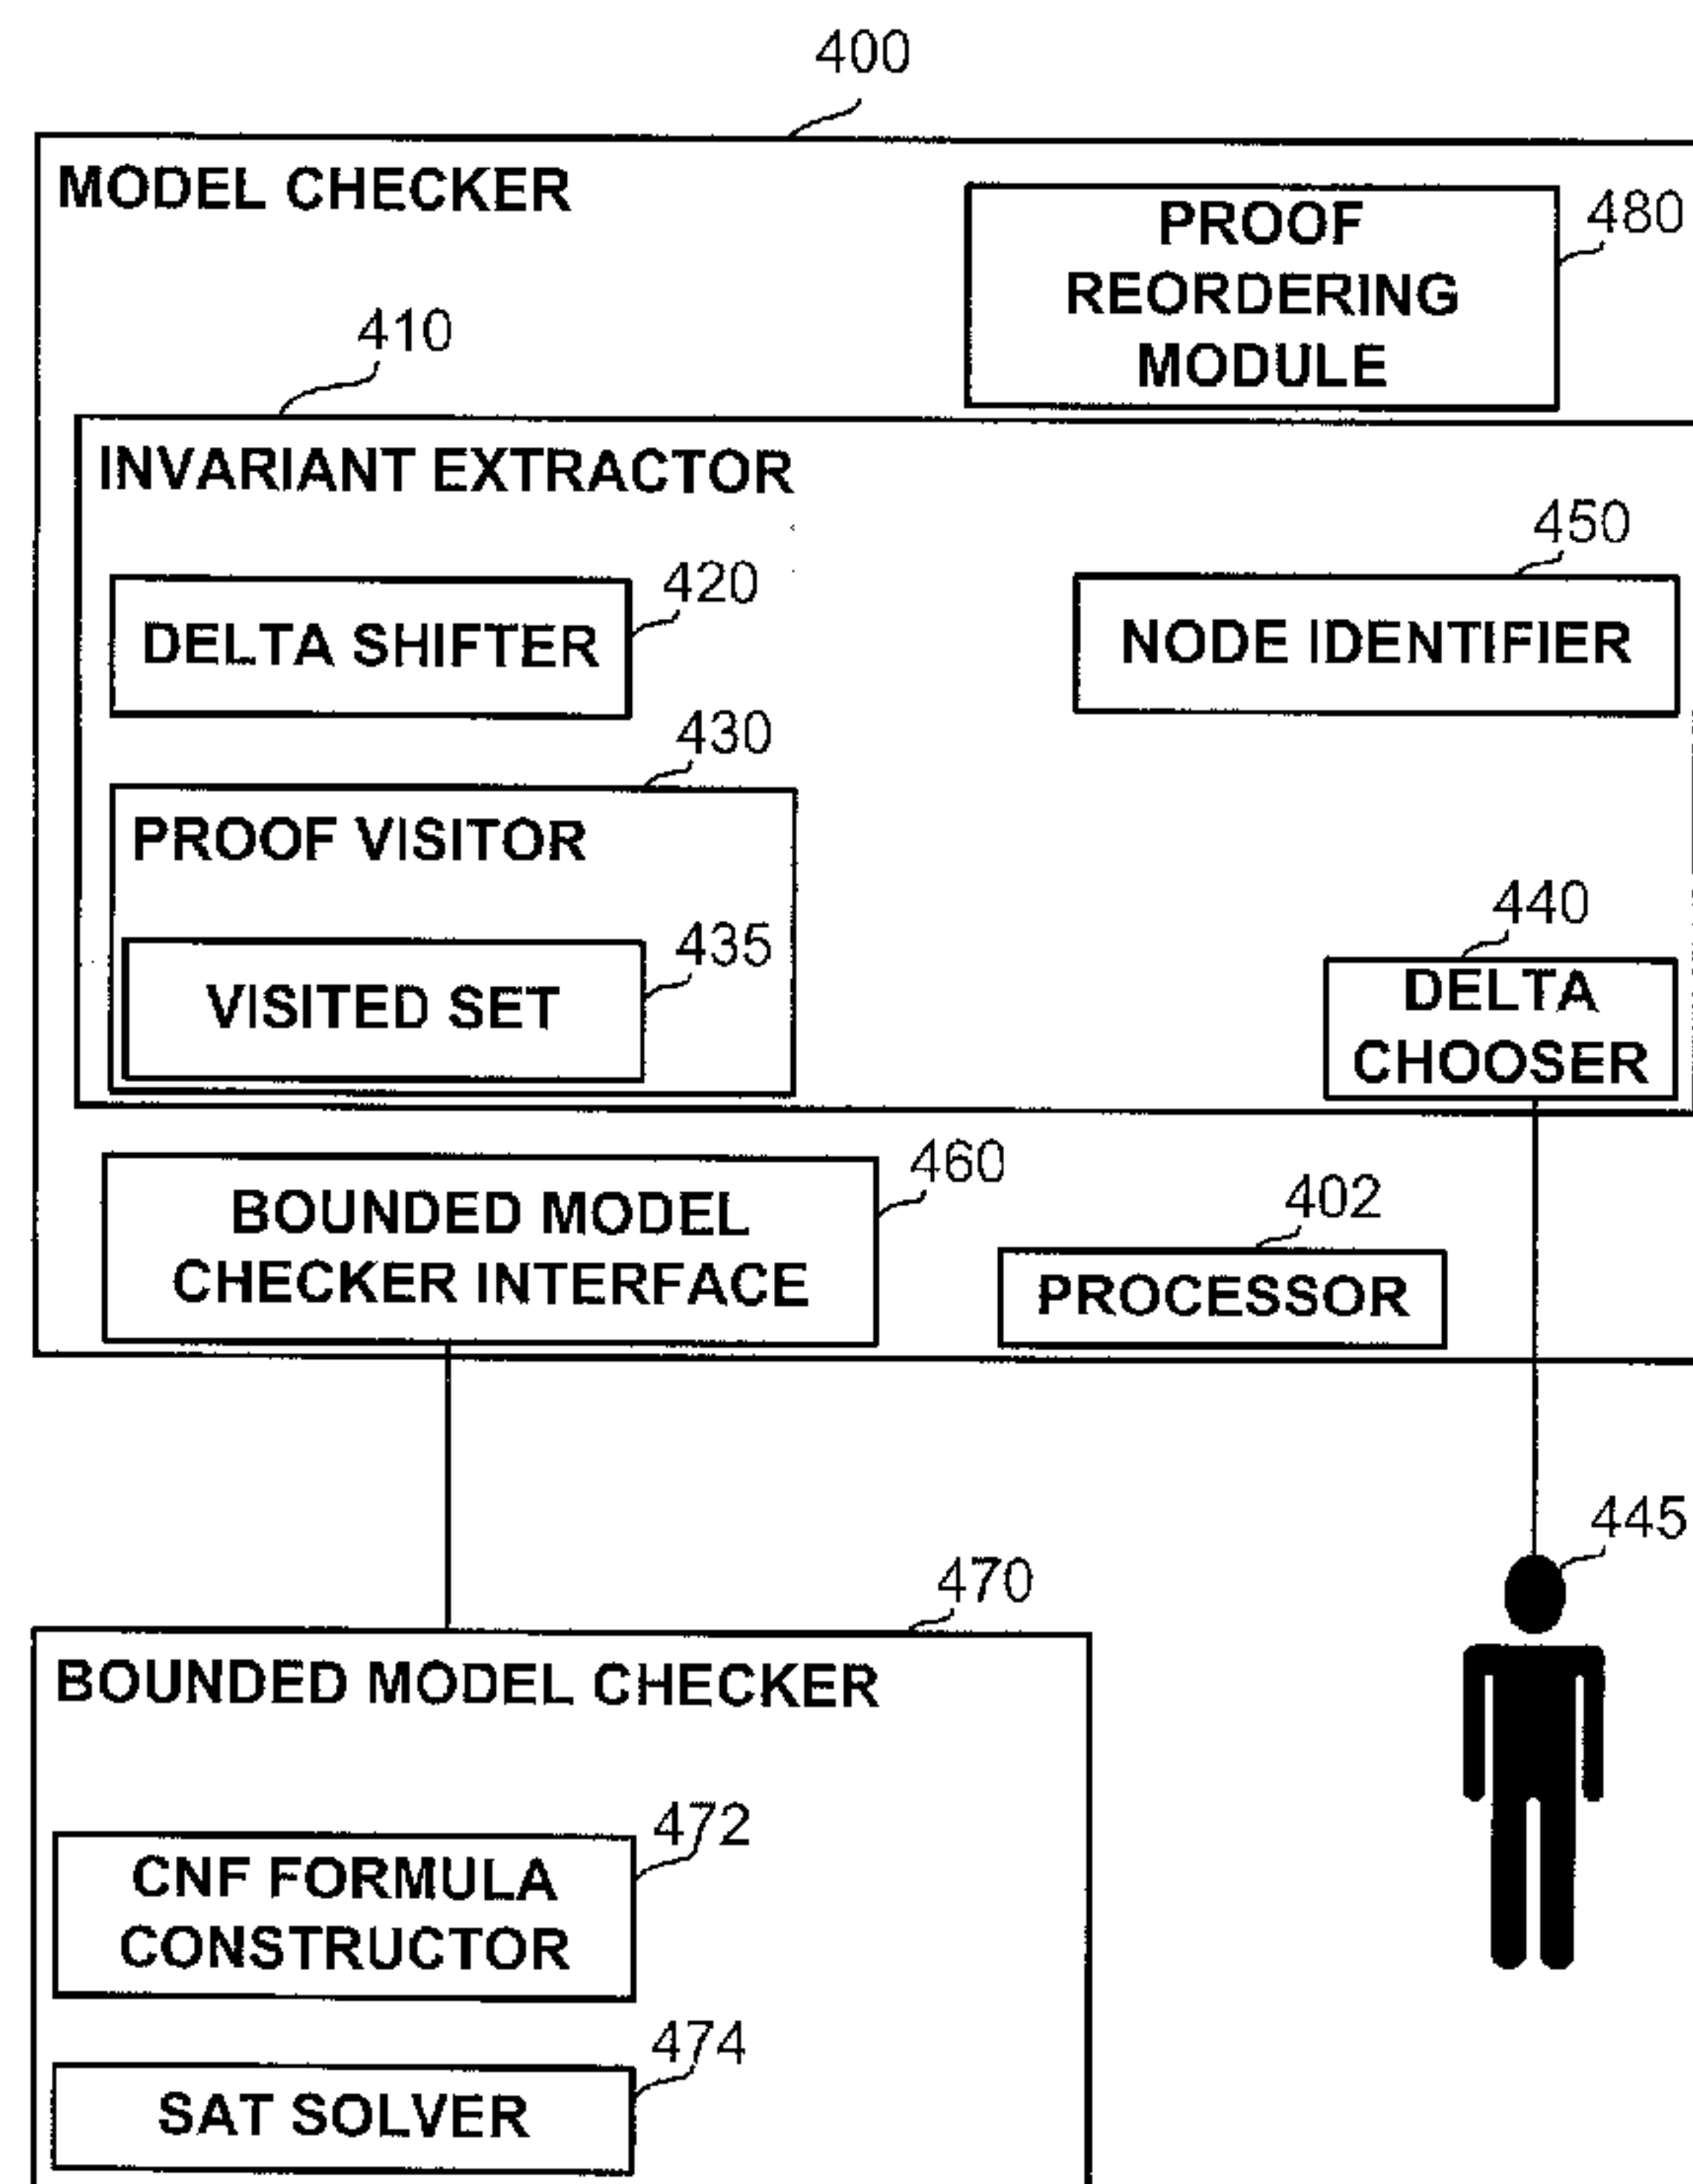 400
MODEL CHECKER
PROOF
REORDERING
MODULE
480
410
INVARIANT EXTRACTOR
450
DELTA SHIFTER
420
NODE IDENTIFIER
430
PROOF VISITOR
440
435
VISITED SET
DELTA
CHOOSER
460
BOUNDED MODEL
CHECKER INTERFACE
402
PROCESSOR
445
470
BOUNDED MODEL CHECKER
472
CNF FORMULA
CONSTRUCTOR
474
SAT SOLVER